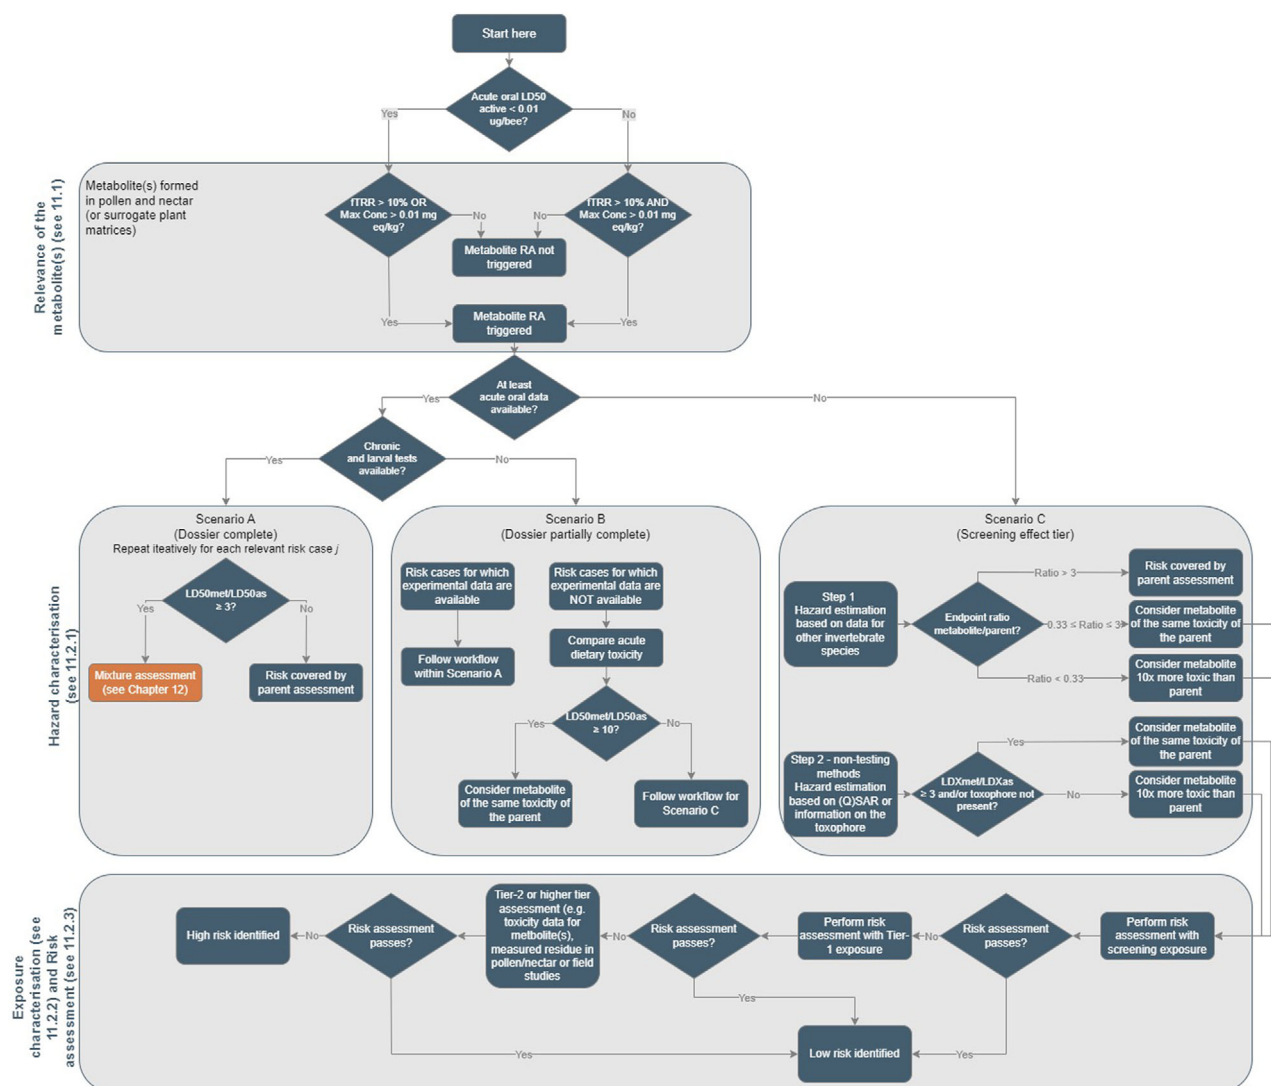 Start here
Acute oral LD50
active < 0.01
ug/bee?
Yes
No
Relevance of the
metabolite(s) (see 11.1)
Metabolite(s) formed
in pollen and nectar
(or surrogate plant
matrices)
fTRR > 10% OR
Max Conc > 0.01 mg
eq/kg?
No
No
fTRR > 10% AND
Max Conc > 0.01 mg
eq/kg?
Metabolite RA not
triggered
Yes
Metabolite RA
triggered
Yes
At least
acute oral data
available?
Yes
No
Chronic
and larval tests
available?
Yes
No
Hazard characterisation
(see 11.2.1)
Scenario A
(Dossier complete)
Repeat iteatively for each relevant risk case j
LD50met/LD50as
≥ 3?
Yes
No
Mixture assessment
(see Chapter 12)
Risk covered by
parent assessment
Scenario B
(Dossier partially complete)
Risk cases for which
experimental data are
available
Risk cases for which
experimental data are
NOT available
Follow workflow
within Scenario A
Compare acute
dietary toxicity
LD50met/LD50as
≥ 10?
Yes
No
Consider metabolite
of the same toxicity of
the parent
Follow workflow for
Scenario C
Scenario C
(Screening effect tier)
Step 1
Hazard estimation
based on data for
other invertebrate
species
Endpoint ratio
metabolite/parent?
Ratio > 3
Risk covered by
parent assessment
0.33 ≤ Ratio ≤ 3
Consider metabolite
of the same toxicity of
the parent
Ratio < 0.33
Consider metabolite
10x more toxic than
parent
Step 2 - non-testing
methods
Hazard estimation
based on (Q)SAR or
information on the
toxophore
LDXmet/LDXas
≥ 3 and/or toxophore not
present?
Yes
Consider metabolite
of the same toxicity of
the parent
No
Consider metabolite
10x more toxic than
parent
Exposure
characterisation (see
11.2.2) and Risk
assessment (see 11.2.3)
High risk identified
No
Risk assessment
passes?
Tier-2 or higher tier
assessment (e.g.
toxicity data for
metbolite(s),
measured residue in
pollen/nectar or field
studies
No
Risk assessment
passes?
Perform risk
assessment with Tier-
1 exposure
No
Risk assessment
passes?
Perform risk
assessment with
screening exposure
Yes
Yes
Low risk identified
Yes